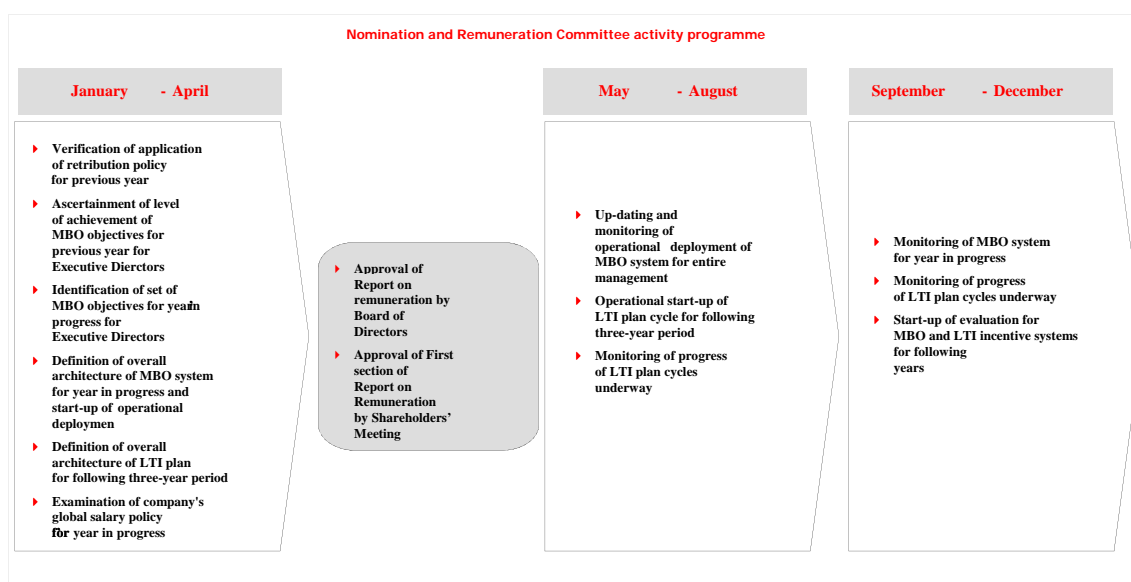 Nomination and Remuneration Committee activity programme
January - April
Verification of application
of retribution policy
for previous year
Ascertainment of level
of achievement of
MBO objectives for
previous year for
Executive Dierctors
Identification of set of
MBO objectives for yearin
progress for
Executive Directors
Definition of overall
architecture of MBO system
for year in progress and
start-up of operational
deploymen
Definition of overall
architecture of LTI plan
for following three-year period
Examination of company's
global salary policy
for year in progress
Approval of
Report on
remuneration by
Board of
Directors
Approval of First
section of
Report on
Remuneration
by Shareholders’
Meeting
May - August
Up-dating and
monitoring of
operational deployment of
MBO system for entire
management
Operational start-up of
LTI plan cycle for following
three-year period
Monitoring of progress
of LTI plan cycles
underway
September - December
Monitoring of MBO system
for year in progress
Monitoring of progress
of LTI plan cycles underway
Start-up of evaluation for
MBO and LTI incentive systems
for following
years